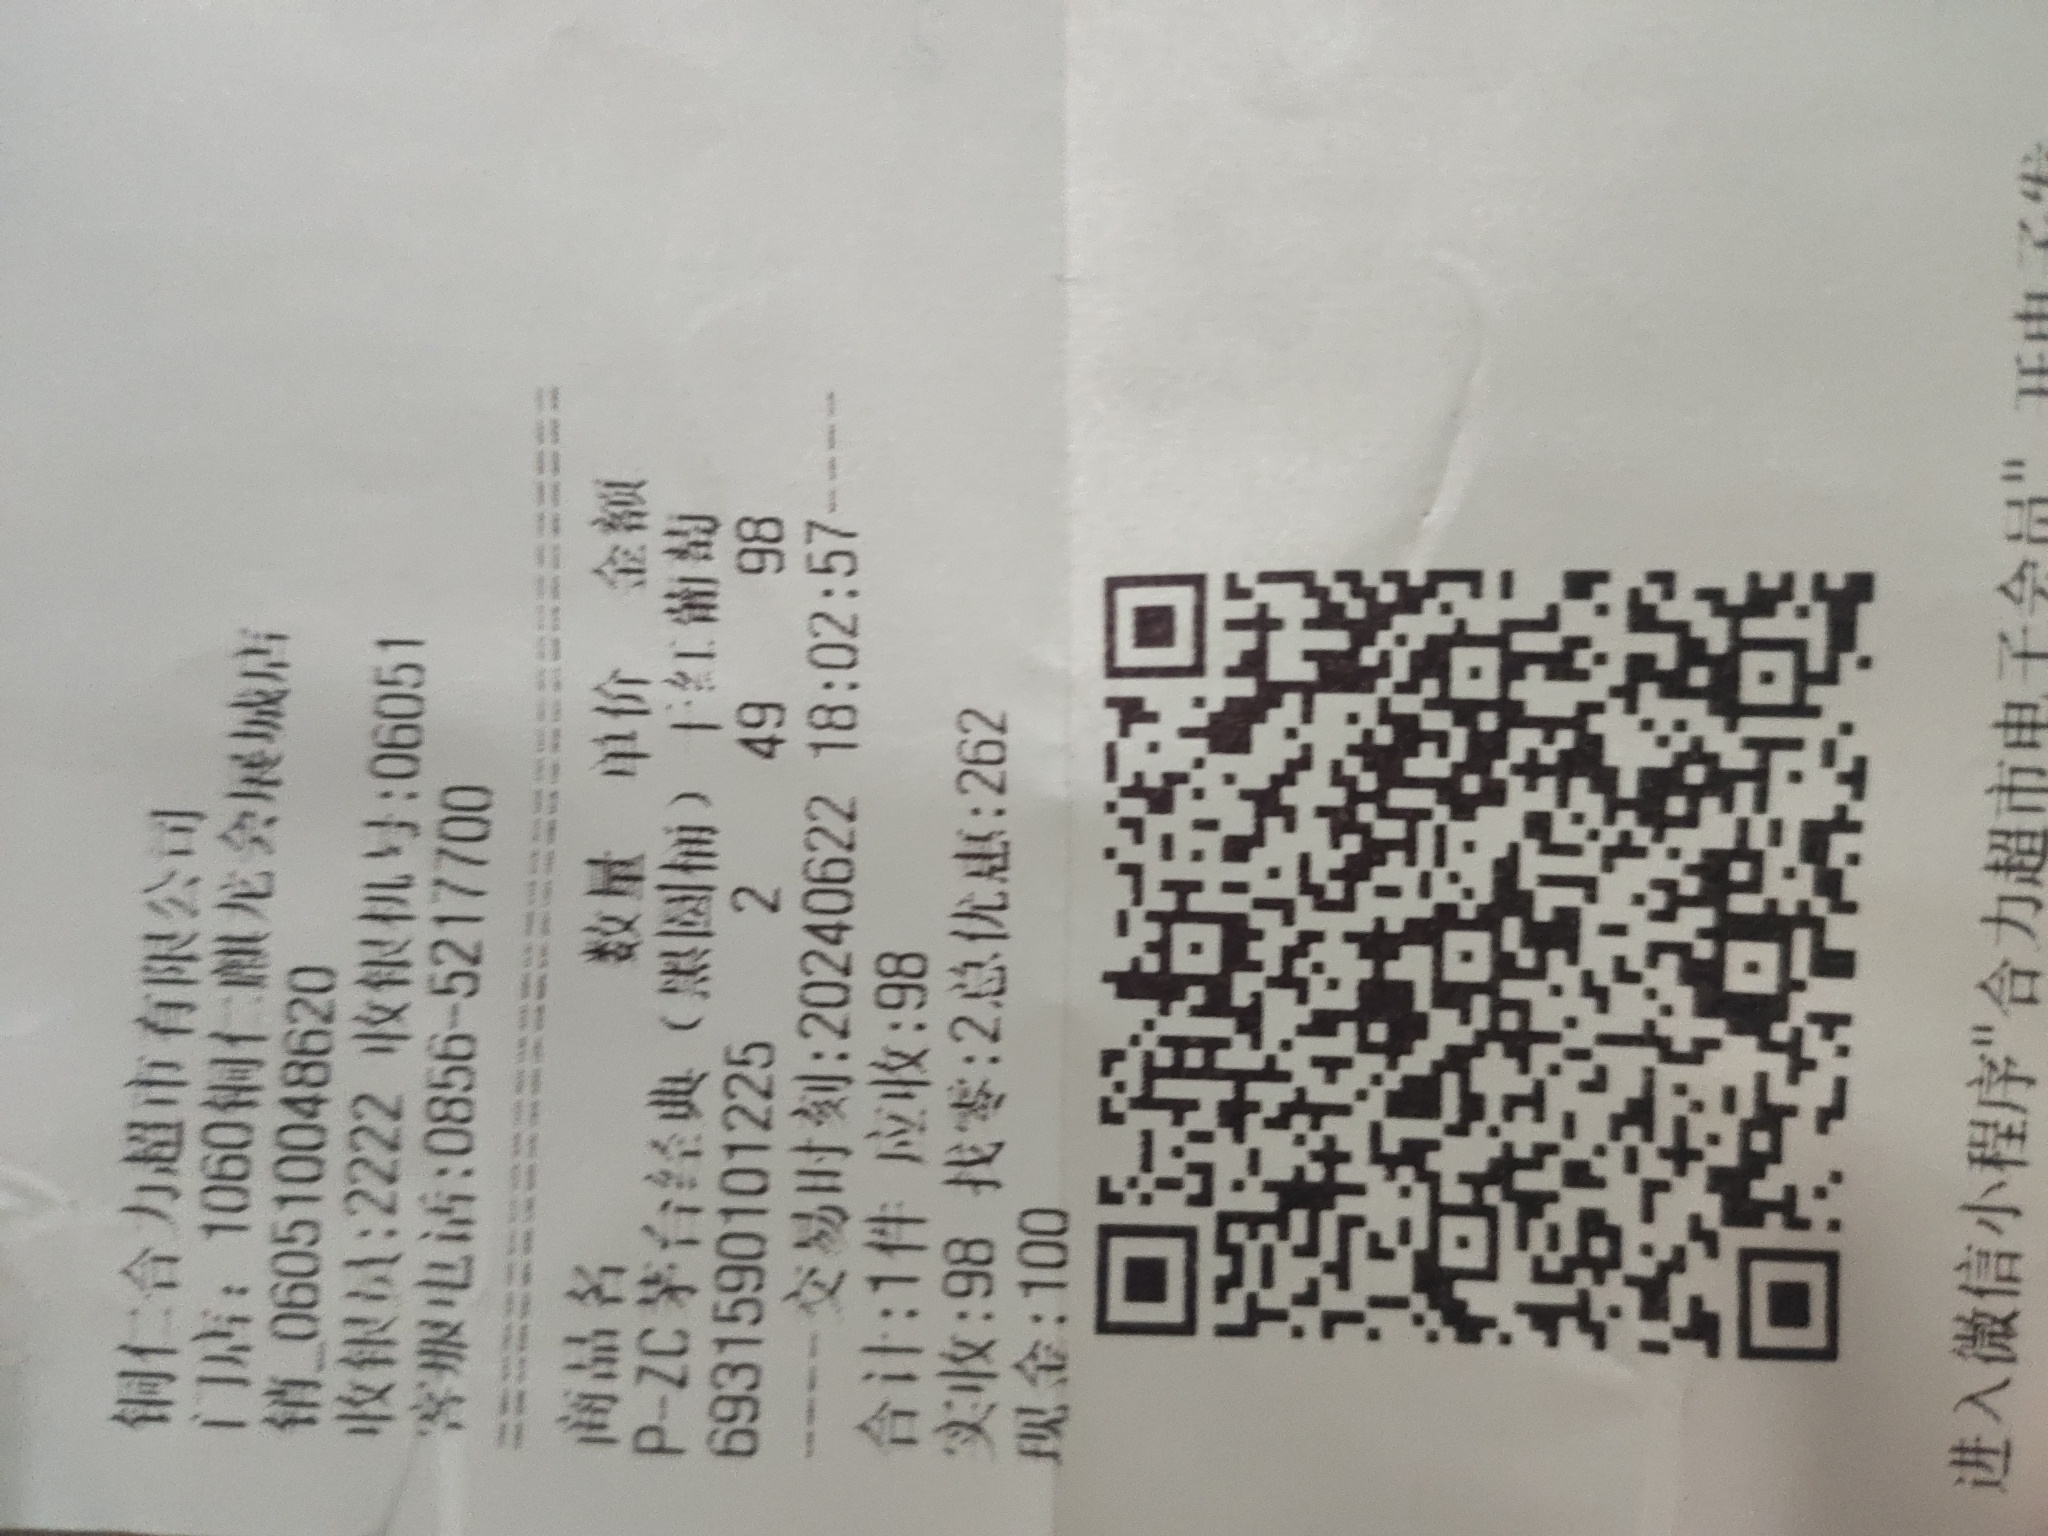 铜仁合力超市有限公司
门店: 1060铜仁麒龙会展城店
销_060510048620
收银员:2222 收银机号:06051
客服电话:0856-5217700
================================
商品名 数量 单价 金额
P-ZC茅台经典(黑圆桶)干红葡萄
6931590101225 2 49 98
----交易时刻:20240622 18:02:57----
合计:1件 应收:98
实收:98 找零:2总优惠:262
现金:100
进入微信小程序"合力超市电子会员"开电子发